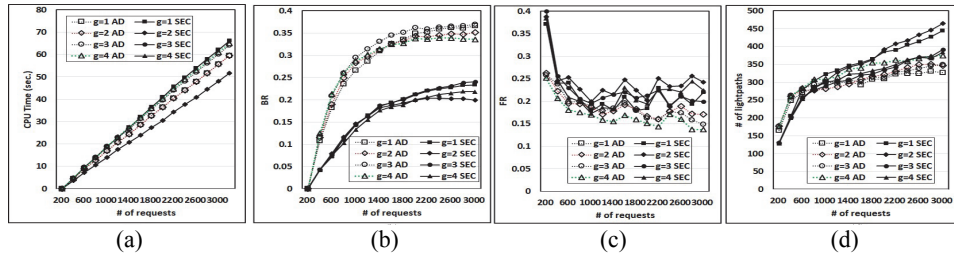 CPU Time (sec.)
80
70
60
50
40
30
20
10
0
g=1 AD
g=1 SEC
g=2 AD
g=2 SEC
g=3 AD
g=3 SEC
g=4 AD
g=4 SEC
200 600 1000 1400 1800 2200 2600 3000
# of requests
(a)
BR
0.4
0.35
0.3
0.25
0.2
0.15
0.1
0.05
0
g=1 AD
g=1 SEC
g=2 AD
g=2 SEC
g=3 AD
g=3 SEC
g=4 AD
g=4 SEC
200 600 1000 1400 1800 2200 2600 3000
# of requests
(b)
FR
0.4
0.35
0.3
0.25
0.2
0.15
0.1
0.05
0
g=1 AD
g=1 SEC
g=2 AD
g=2 SEC
g=3 AD
g=3 SEC
g=4 AD
g=4 SEC
200 600 1000 1400 1800 2200 2600 3000
# of requests
(c)
# of lightpaths
500
450
400
350
300
250
200
150
100
50
0
g=1 AD
g=1 SEC
g=2 AD
g=2 SEC
g=3 AD
g=3 SEC
g=4 AD
g=4 SEC
200 600 1000 1400 1800 2200 2600 3000
# of requests
(d)